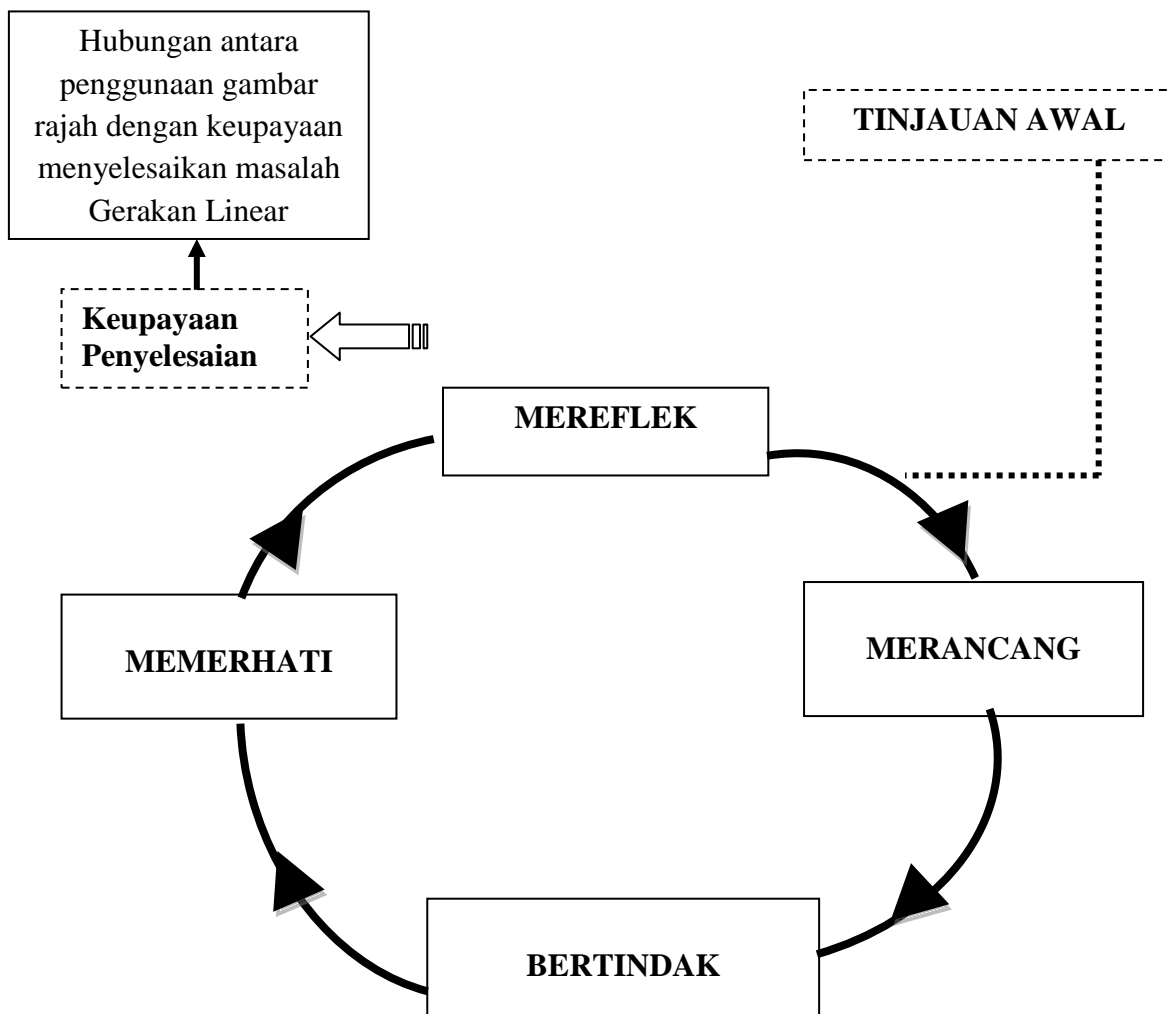 Hubungan antara
penggunaan gambar
rajah dengan keupayaan
menyelesaikan masalah
Gerakan Linear
TINJAUAN AWAL
Keupayaan
Penyelesaian
MEREFLEK
MEMERHATI
MERANCANG
BERTINDAK